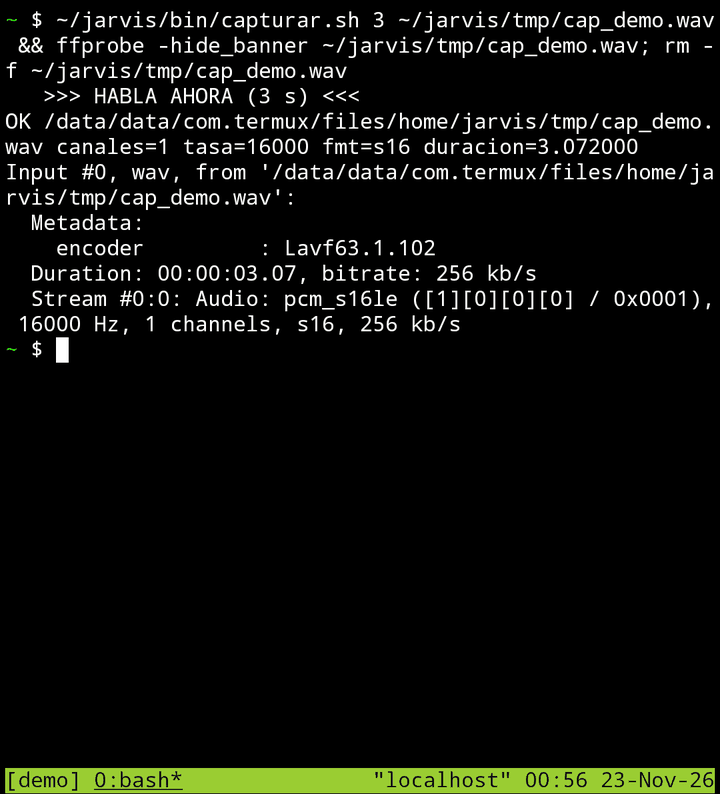 ~ $ ~/jarvis/bin/capturar.sh 3 ~/jarvis/tmp/cap_demo.wav
 && ffprobe -hide_banner ~/jarvis/tmp/cap_demo.wav; rm -
f ~/jarvis/tmp/cap_demo.wav
   >>> HABLA AHORA (3 s) <<<
OK /data/data/com.termux/files/home/jarvis/tmp/cap_demo.
wav canales=1 tasa=16000 fmt=s16 duracion=3.072000
Input #0, wav, from '/data/data/com.termux/files/home/ja
rvis/tmp/cap_demo.wav':
  Metadata:
    encoder         : Lavf63.1.102
  Duration: 00:00:03.07, bitrate: 256 kb/s
  Stream #0:0: Audio: pcm_s16le ([1][0][0][0] / 0x0001),
 16000 Hz, 1 channels, s16, 256 kb/s
~ $
[demo] 0:bash*               "localhost" 00:56 23-Nov-26